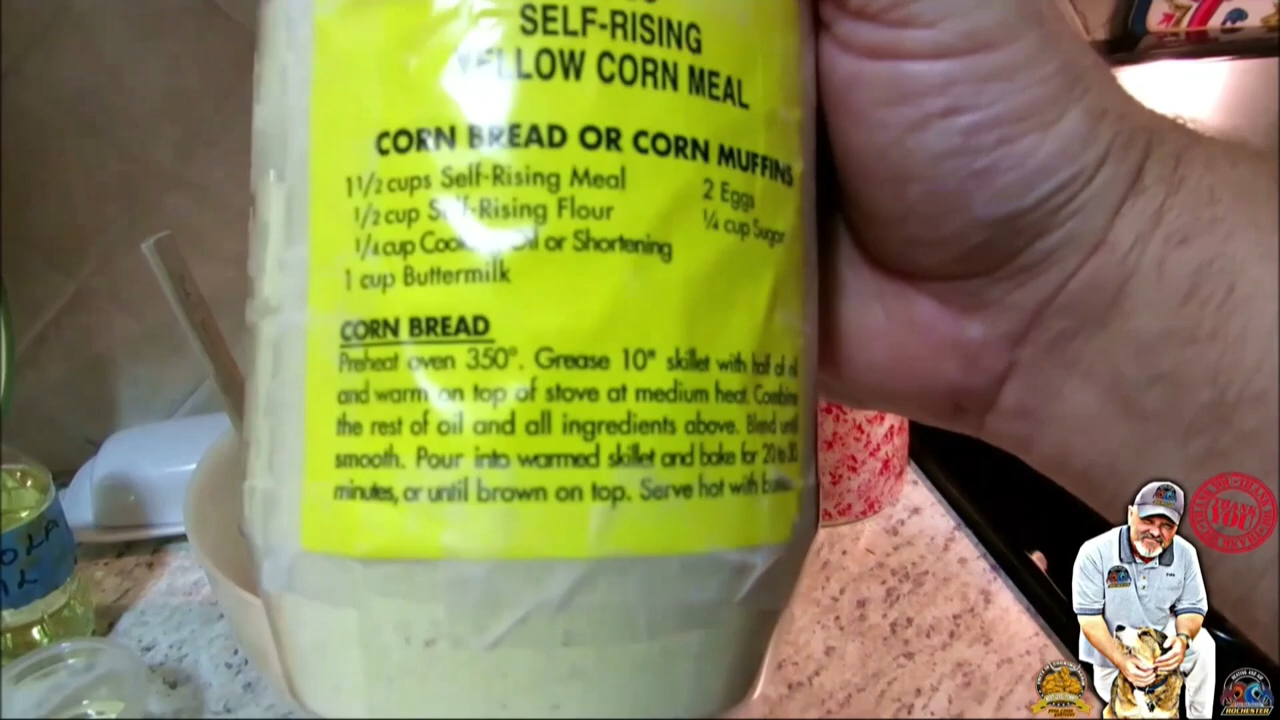 SELF-RISING
YELLOW CORN MEAL
CORN BREAD OR CORN MUFFINS
1 1/2 cups Self-Rising Meal
2 Eggs
1/2 cup Self-Rising Flour
1/4 cup Sugar
1/4 cup Cooking Oil or Shortening
1 cup Buttermilk
CORN BREAD
Preheat oven 350°. Grease 10" skillet with half of oil
and warm on top of stove at medium heat. Combine
the rest of oil and all ingredients above. Blend until
smooth. Pour into warmed skillet and bake for 20 to 30
minutes, or until brown on top. Serve hot with
THANK YOU
ROCHESTER